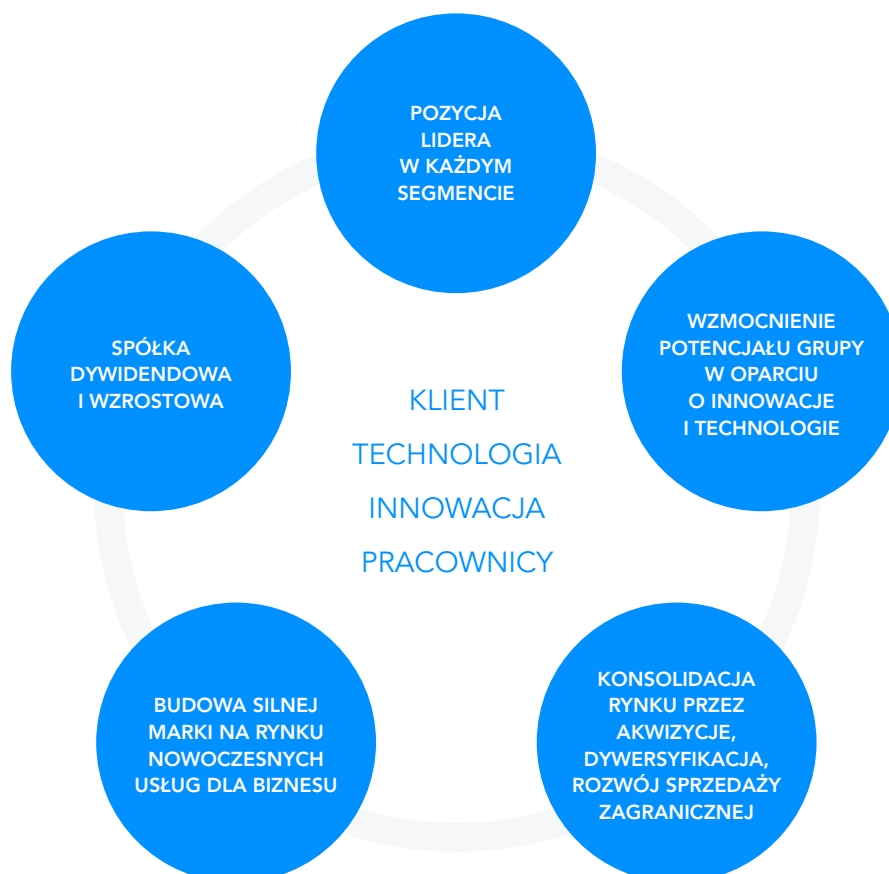 POZYCJA
LIDERA
W KAŻDYM
SEGMENCIE
WZMOCNIENIE
POTENCJAŁU GRUPY
W OPARCIU
O INNOWACJE
I TECHNOLOGIE
SPÓŁKA
DYWIDENDOWA
I WZROSTOWA
KLIENT
TECHNOLOGIA
INNOWACJA
PRACOWNICY
BUDOWA SILNEJ
MARKI NA RYNKU
NOWOCZESNYCH
USŁUG DLA BIZNESU
KONSOLIDACJA
RYNKU PRZEZ
AKWIZYCJE,
DYWERSYFIKACJA,
ROZWÓJ SPRZEDAŻY
ZAGRANICZNEJ